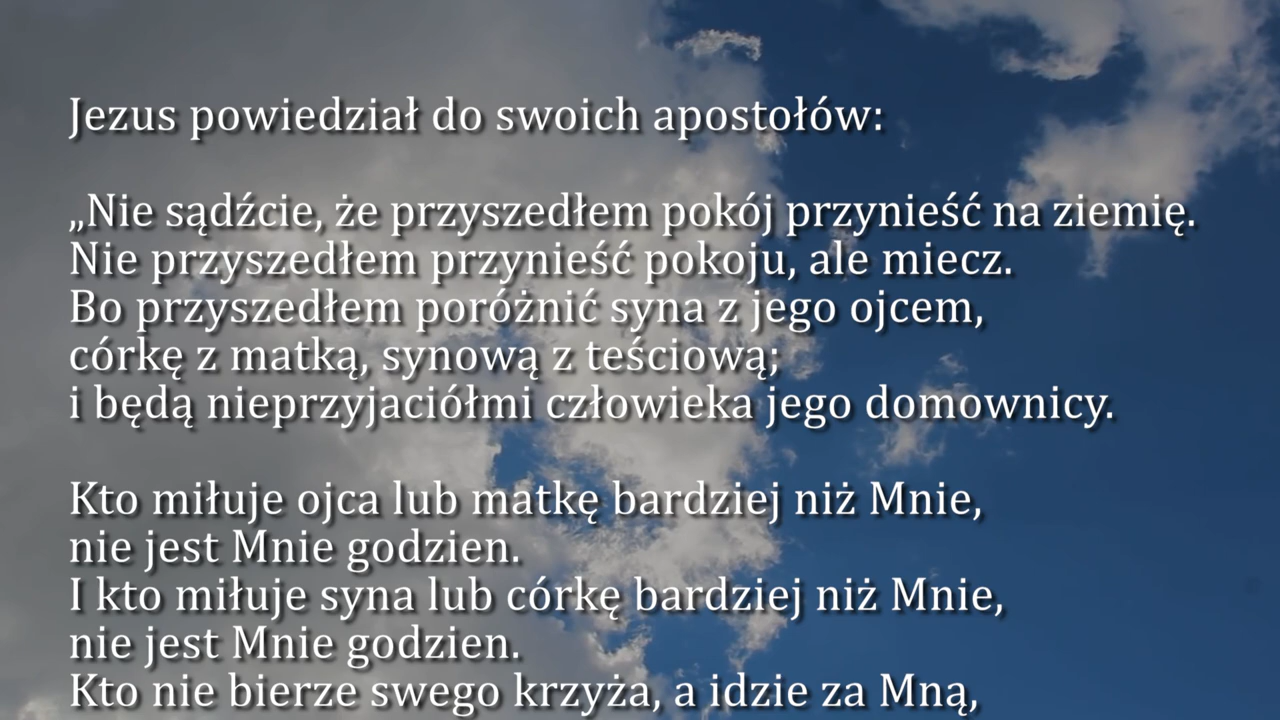 Jezus powiedział do swoich apostołów:
„Nie sądźcie, że przyszedłem pokój przynieść na ziemię.
Nie przyszedłem przynieść pokoju, ale miecz.
Bo przyszedłem poróżnić syna z jego ojcem,
córkę z matką, synową z teściową;
i będą nieprzyjaciółmi człowieka jego domownicy.
Kto miłuje ojca lub matkę bardziej niż Mnie,
nie jest Mnie godzien.
I kto miłuje syna lub córkę bardziej niż Mnie,
nie jest Mnie godzien.
Kto nie bierze swego krzyża, a idzie za Mną,